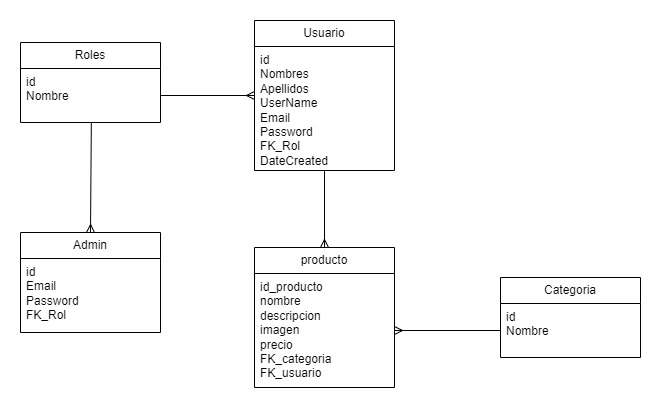 Roles
id
Nombre
Usuario
id
Nombres
Apellidos
UserName
Email
Password
FK_Rol
DateCreated
Admin
id
Email
Password
FK_Rol
producto
id_producto
nombre
descripcion
imagen
precio
FK_categoria
FK_usuario
Categoria
id
Nombre